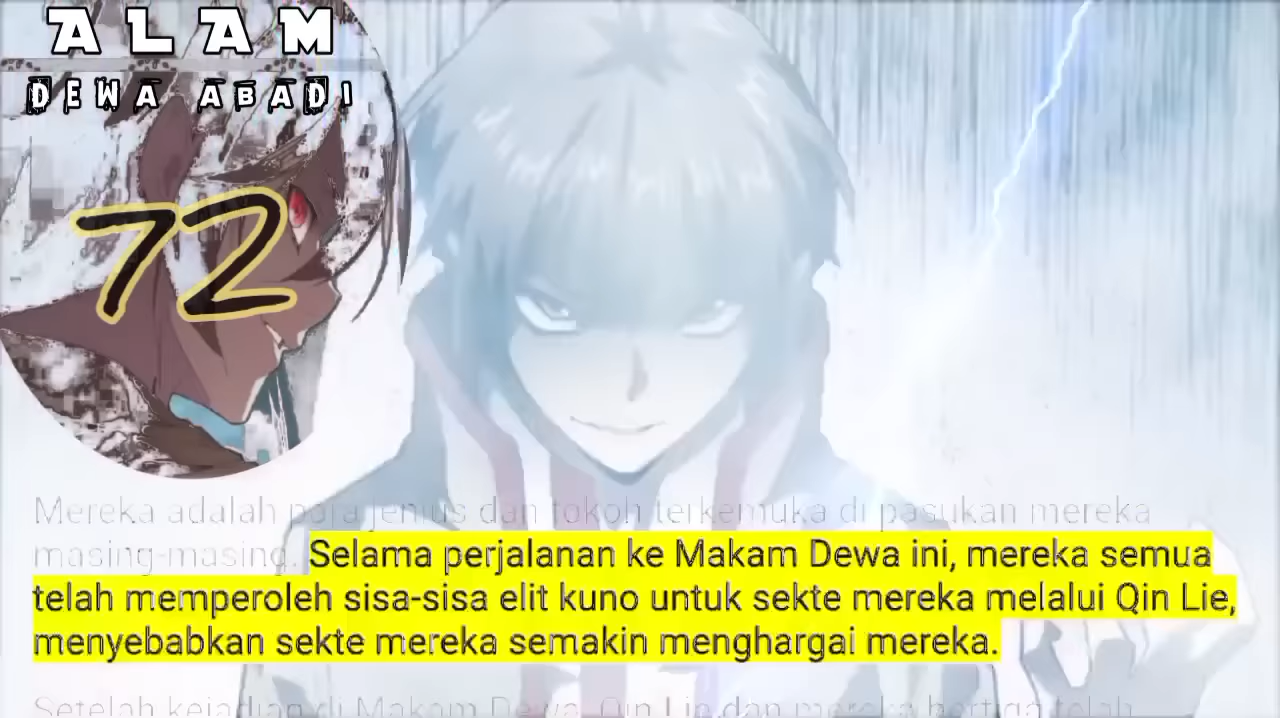 ALAM
DEWA ABADI
72
Mereka adalah para jenius dan tokoh terkemuka di pasukan mereka
masing-masing. Selama perjalanan ke Makam Dewa ini, mereka semua
telah memperoleh sisa-sisa elit kuno untuk sekte mereka melalui Qin Lie,
menyebabkan sekte mereka semakin menghargai mereka.
Setelah kejadian di Makam Dewa, Qin Lie dan mereka bertiga telah